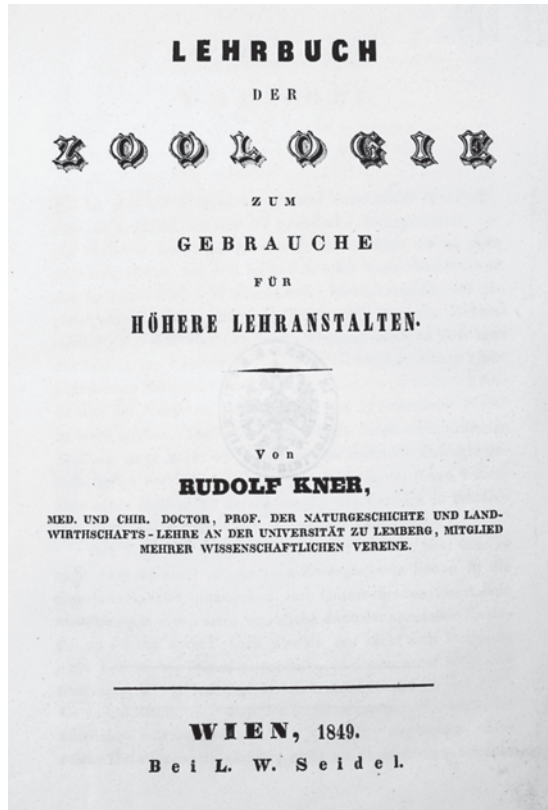 LEHRBUCH
DER
ZOOLOGIE
ZUM
GEBRAUCHE
FÜR
HÖHERE LEHRANSTALTEN.
Von
RUDOLF KNER,
MED. UND CHIR. DOCTOR, PROF. DER NATURGESCHICHTE UND LAND-
WIRTHSCHAFTS-LEHRE AN DER UNIVERSITÄT ZU LEMBERG, MITGLIED
MEHRER WISSENSCHAFTLICHEN VEREINE.
WIEN, 1849.
Bei L. W. Seidel.